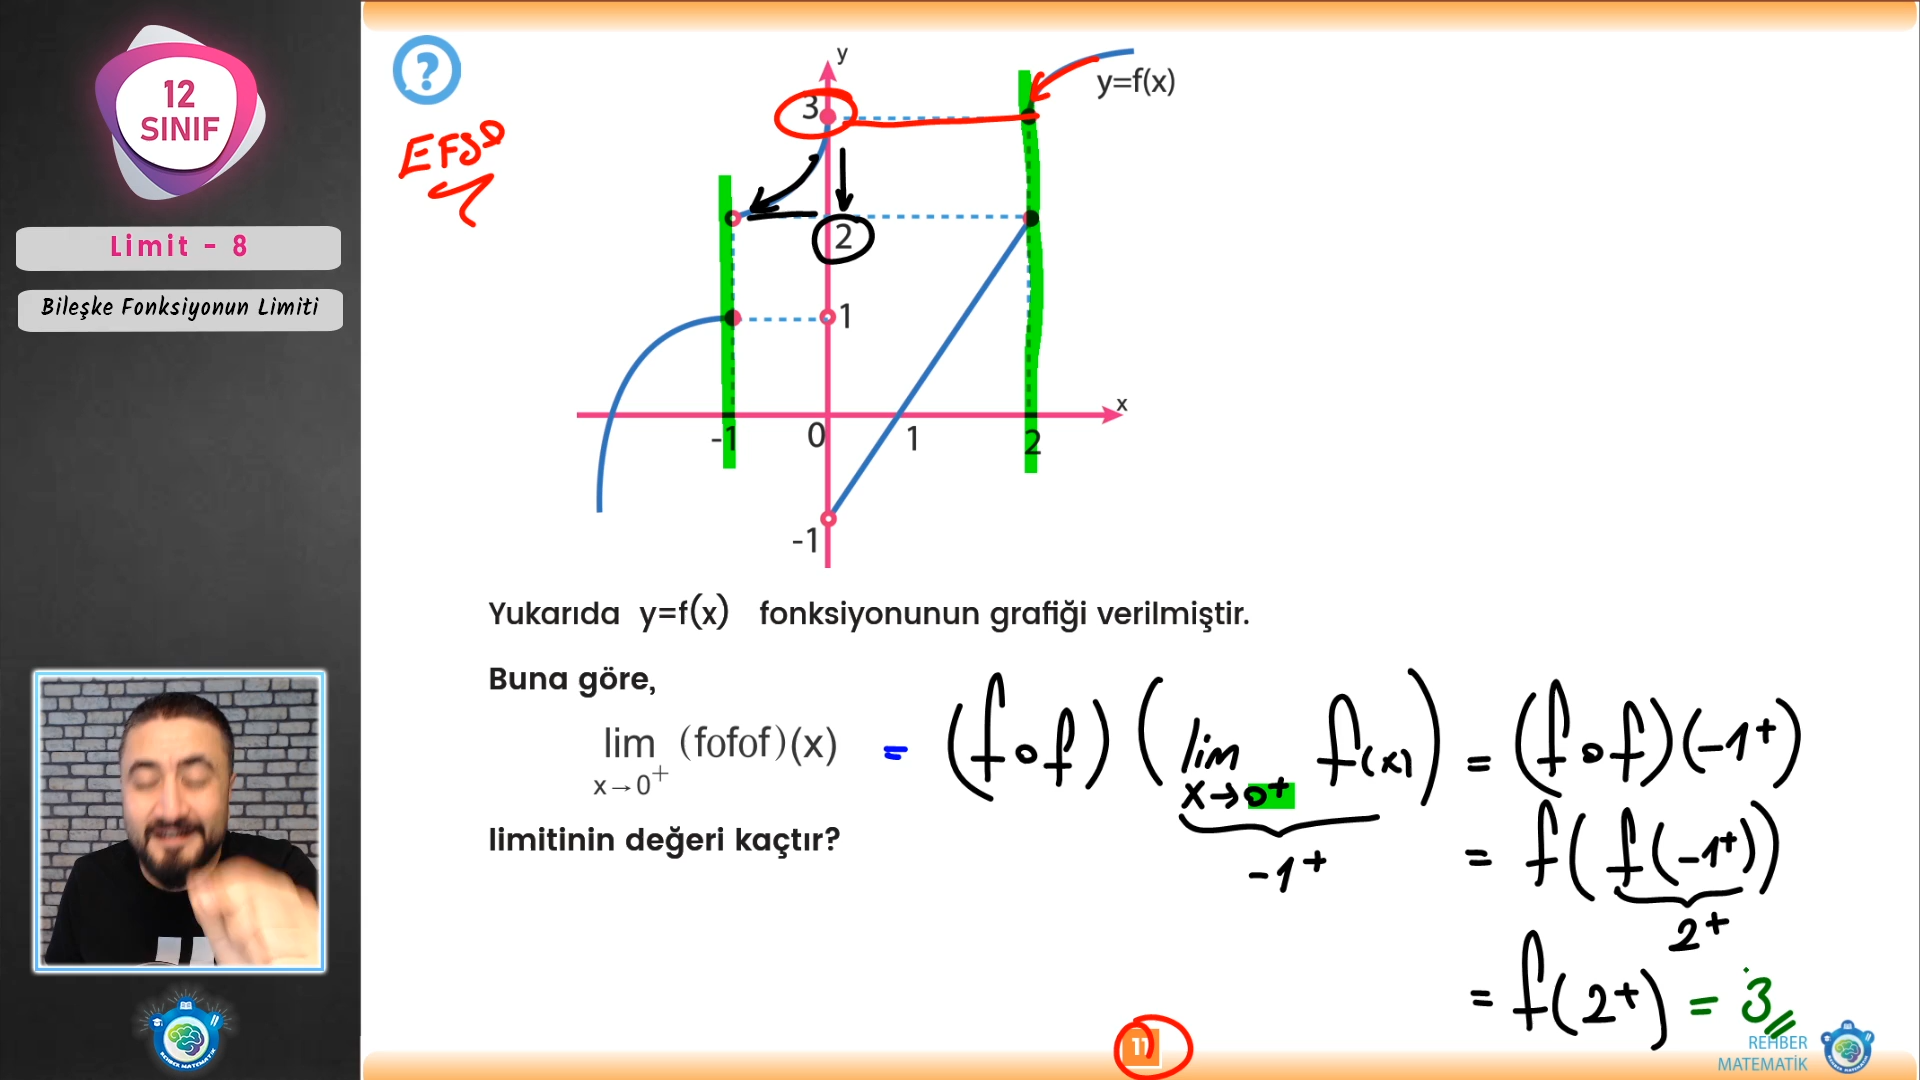 12
SINIF
Limit - 8
Bileşke Fonksiyonun Limiti
EFSO
y
3
y=f(x)
2
1
x
-1
0
1
2
-1
Yukarıda y=f(x) fonksiyonunun grafiği verilmiştir.
Buna göre,
lim (fofof)(x) = (fof)(lim f(x)) = (fof)(-1⁺)
x→0⁺ x→0⁺
-1⁺
= f(f(-1⁺))
2⁺
limitinin değeri kaçtır?
= f(2⁺) = 3
11
REHBER
MATEMATİK
REHBER MATEMATİK